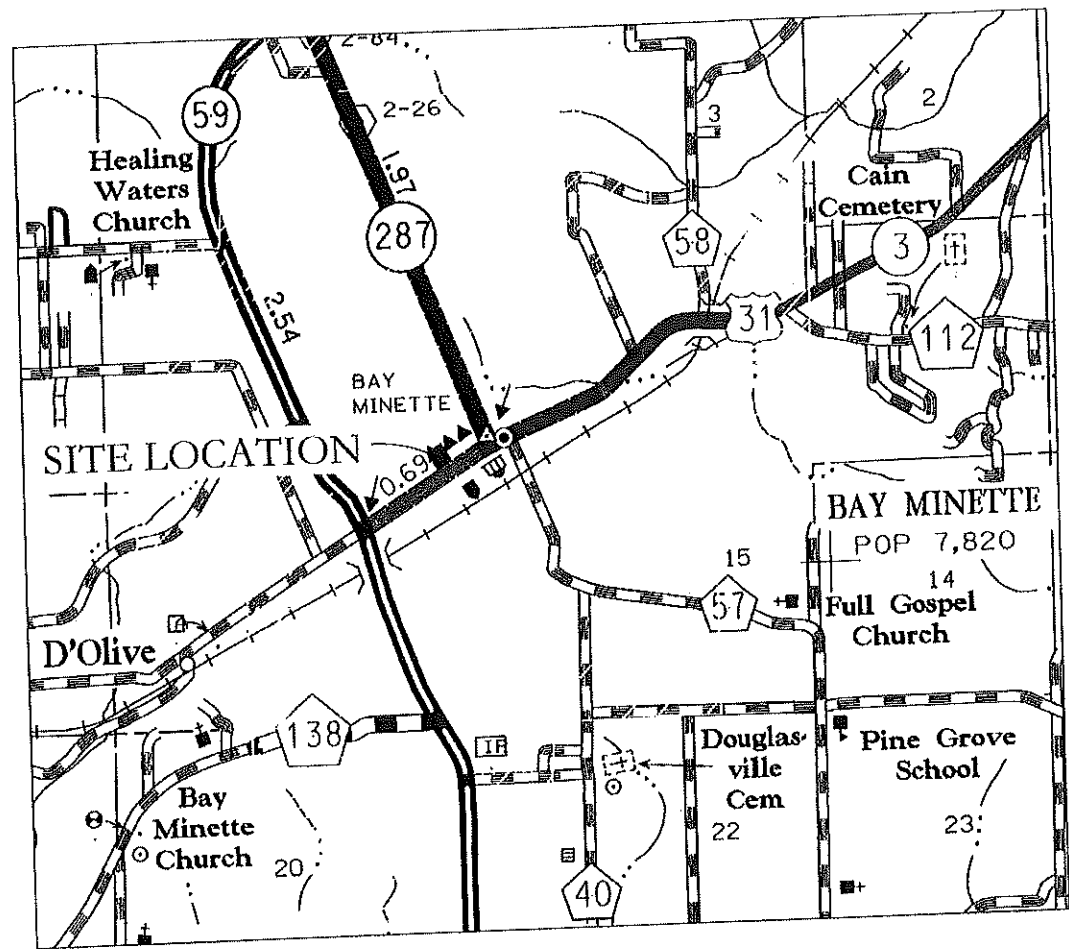 2-84
59
2-26
3
2
Healing
Waters
Church
1.97
Cain
Cemetery
287
58
3
2.54
31
112
BAY
MINETTE
SITE LOCATION
0.69
BAY MINETTE
POP 7,820
15
14
57
Full Gospel
Church
D'Olive
138
Douglas-
ville
Cem
Pine Grove
School
Bay
Minette
Church
22
23
20
40